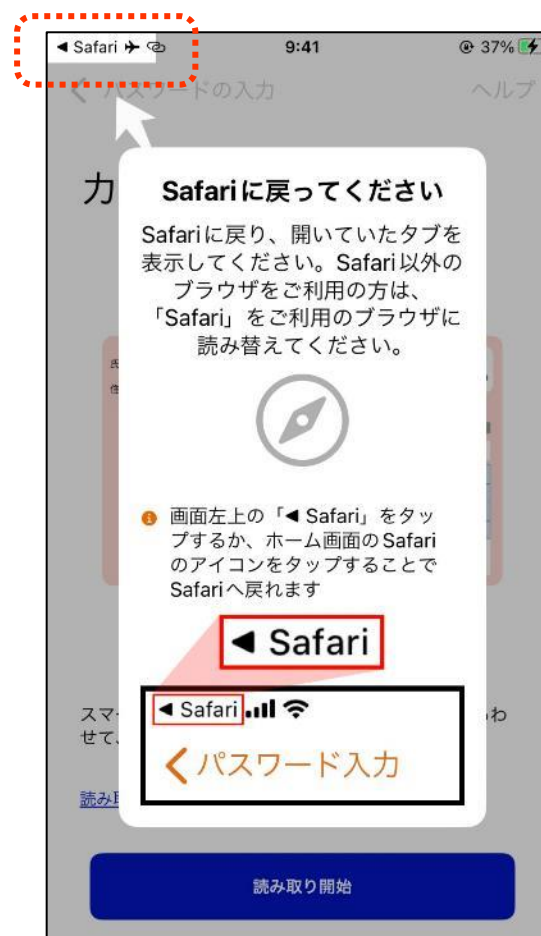 ◀ Safari
9:41
37%
パスワードの入力
ヘルプ
カ
Safariに戻ってください
Safariに戻り、開いていたタブを
表示してください。Safari以外の
ブラウザをご利用の方は、
「Safari」をご利用のブラウザに
読み替えてください。
画面左上の「◀ Safari」をタッ
プするか、ホーム画面のSafari
のアイコンをタップすることで
Safariへ戻れます
◀ Safari
◀ Safari
パスワード入力
スマ
わ
せて、
読み
読み取り開始